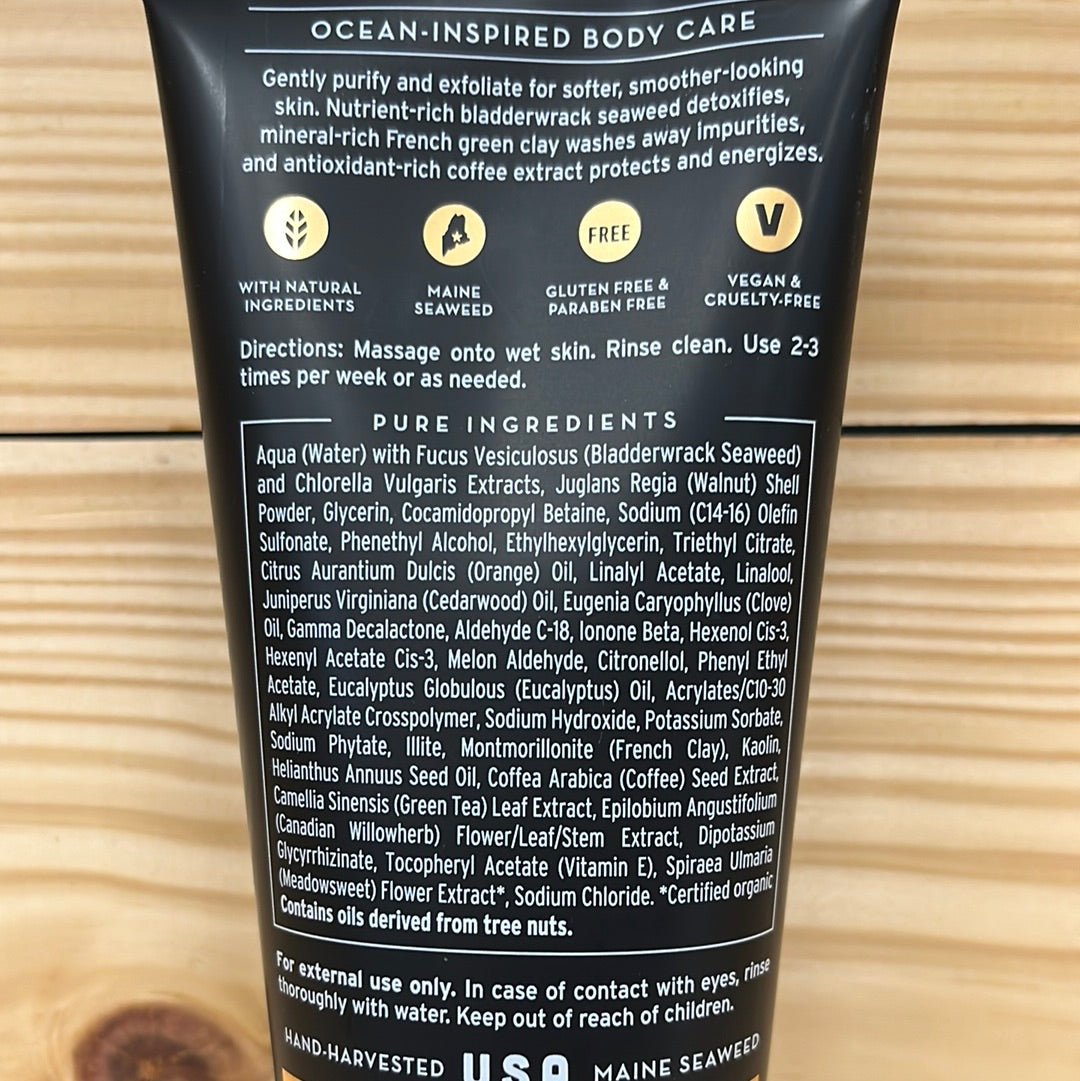 OCEAN-INSPIRED BODY CARE
Gently purify and exfoliate for softer, smoother-looking
skin. Nutrient-rich bladderwrack seaweed detoxifies,
mineral-rich French green clay washes away impurities,
and antioxidant-rich coffee extract protects and energizes.
FREE
V
WITH NATURAL
INGREDIENTS
MAINE
SEAWEED
GLUTEN FREE &
PARABEN FREE
VEGAN &
CRUELTY-FREE
Directions: Massage onto wet skin. Rinse clean. Use 2-3
times per week or as needed.
PURE INGREDIENTS
Aqua (Water) with Fucus Vesiculosus (Bladderwrack Seaweed)
and Chlorella Vulgaris Extracts, Juglans Regia (Walnut) Shell
Powder, Glycerin, Cocamidopropyl Betaine, Sodium (C14-16) Olefin
Sulfonate, Phenethyl Alcohol, Ethylhexylglycerin, Triethyl Citrate,
Citrus Aurantium Dulcis (Orange) Oil, Linalyl Acetate, Linalool,
Juniperus Virginiana (Cedarwood) Oil, Eugenia Caryophyllus (Clove)
Oil, Gamma Decalactone, Aldehyde C-18, Ionone Beta, Hexenol Cis-3,
Hexenyl Acetate Cis-3, Melon Aldehyde, Citronellol, Phenyl Ethyl
Acetate, Eucalyptus Globulous (Eucalyptus) Oil, Acrylates/C10-30
Alkyl Acrylate Crosspolymer, Sodium Hydroxide, Potassium Sorbate,
Sodium Phytate, Illite, Montmorillonite (French Clay), Kaolin,
Helianthus Annuus Seed Oil, Coffea Arabica (Coffee) Seed Extract,
Camellia Sinensis (Green Tea) Leaf Extract, Epilobium Angustifolium
(Canadian Willowherb) Flower/Leaf/Stem Extract, Dipotassium
Glycyrrhizinate, Tocopheryl Acetate (Vitamin E), Spiraea Ulmaria
(Meadowsweet) Flower Extract*, Sodium Chloride. *Certified organic
Contains oils derived from tree nuts.
For external use only. In case of contact with eyes, rinse
thoroughly with water. Keep out of reach of children.
HAND-HARVESTED USA MAINE SEAWEED